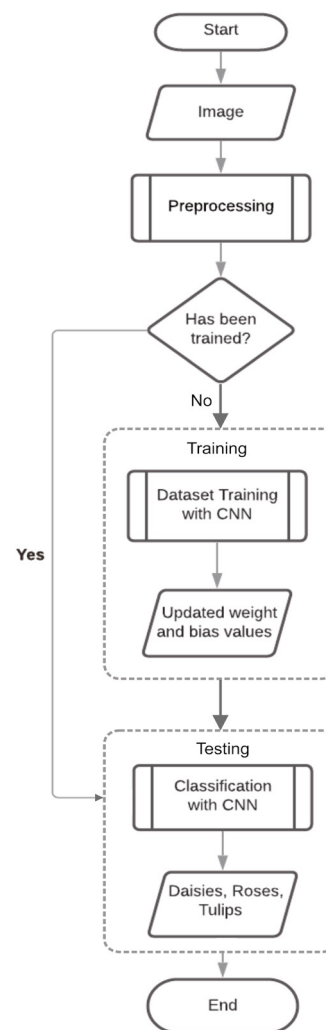 Start
Image
Preprocessing
Has been
trained?
No
Training
Dataset Training
with CNN
Yes
Updated weight
and bias values
Testing
Classification
with CNN
Daisies, Roses,
Tulips
End